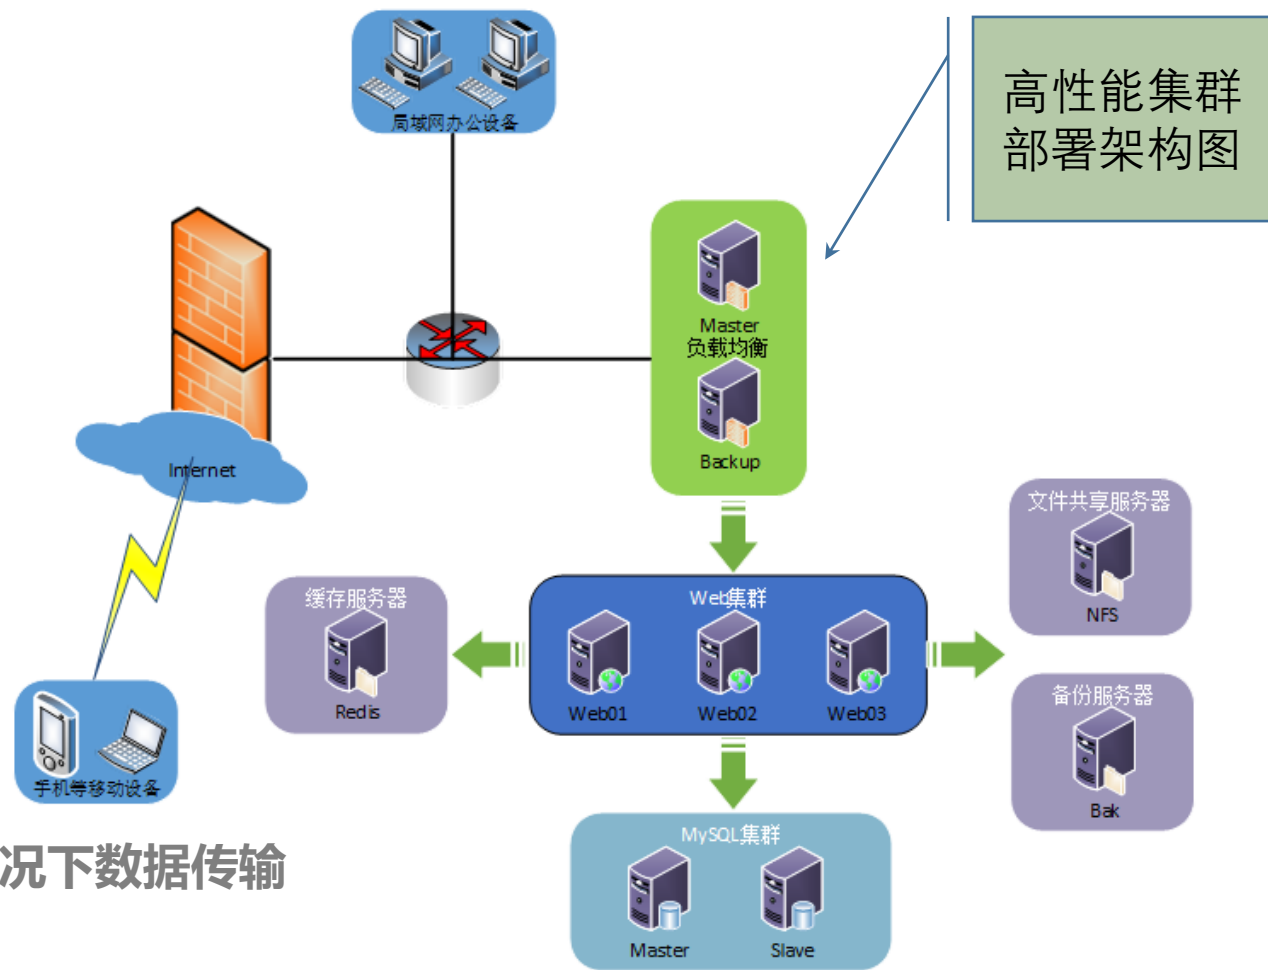 局域网办公设备
高性能集群
部署架构图
Master
负载均衡
Backup
Internet
文件共享服务器
NFS
缓存服务器
Redis
Web集群
Web01
Web02
Web03
备份服务器
Bak
手机等移动设备
MySQL集群
Master
Slave
况下数据传输